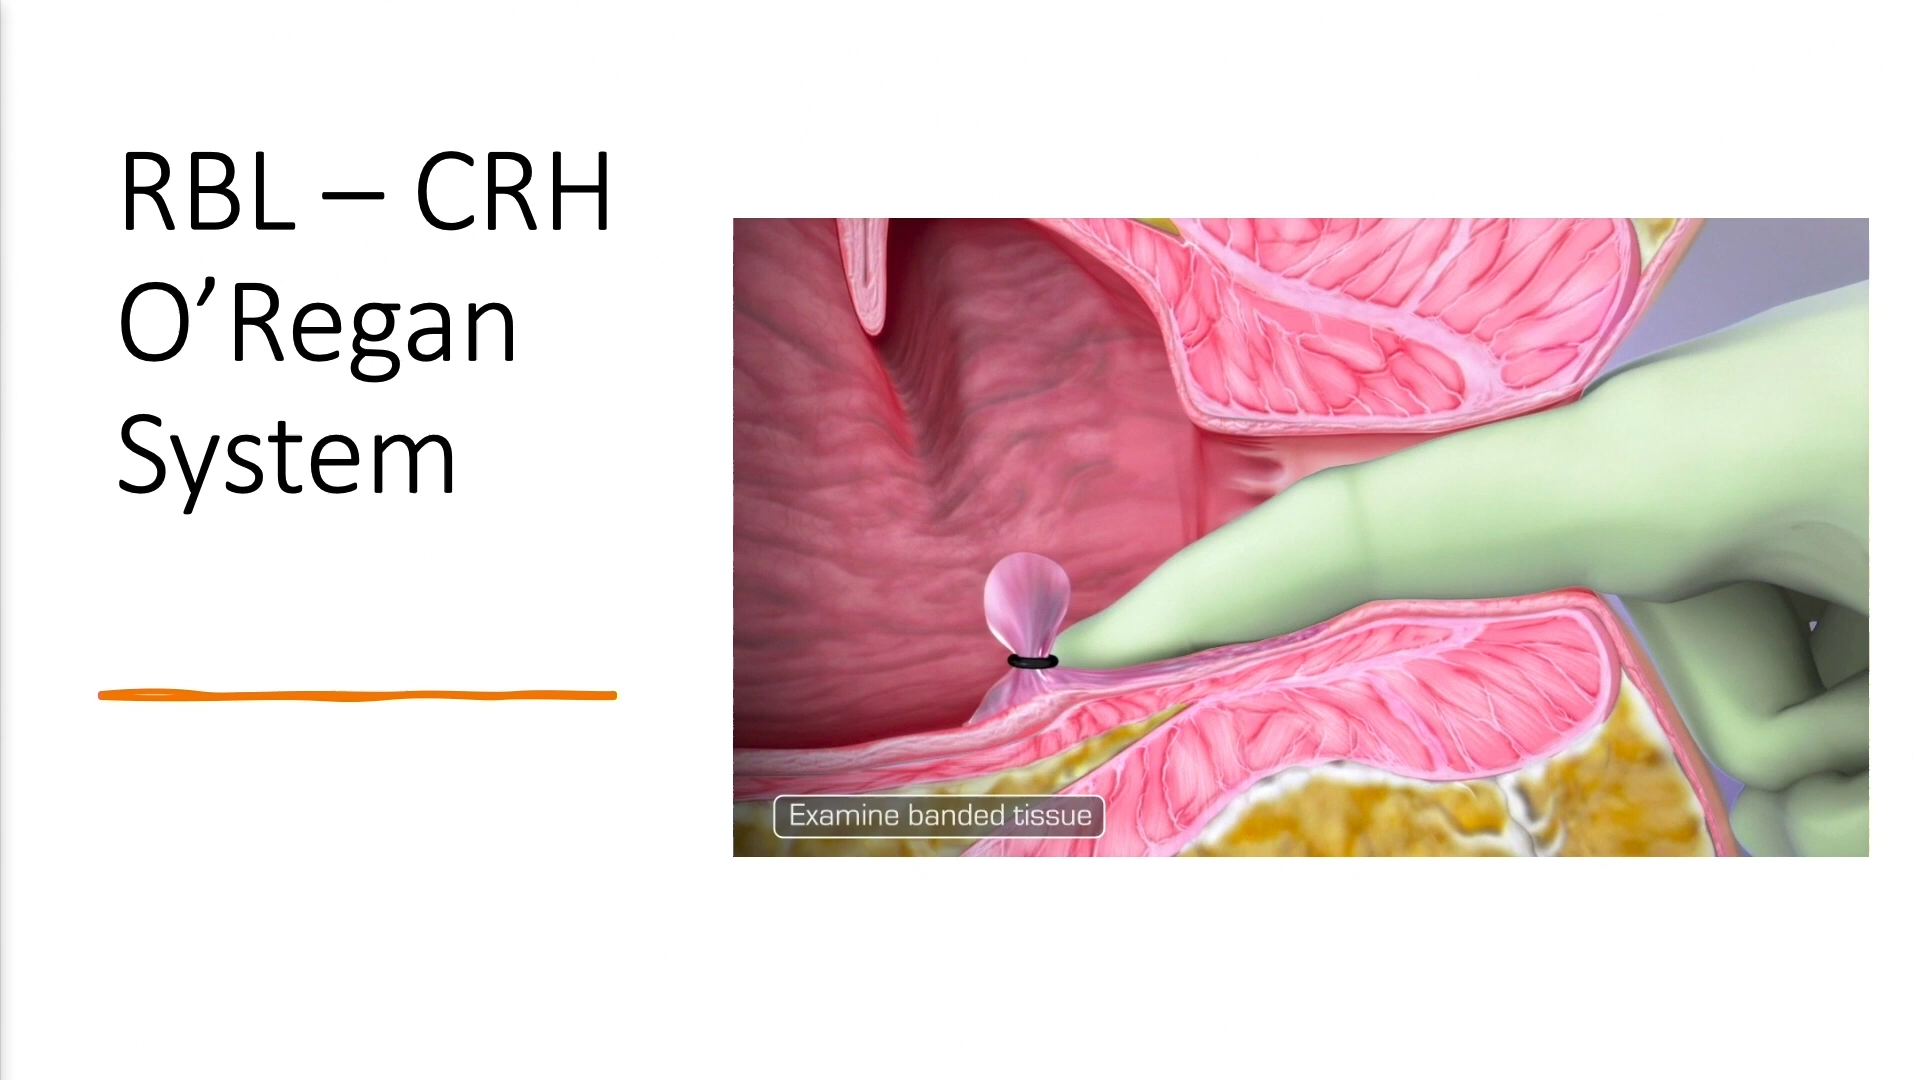 RBL – CRH
O’Regan
System
Examine banded tissue